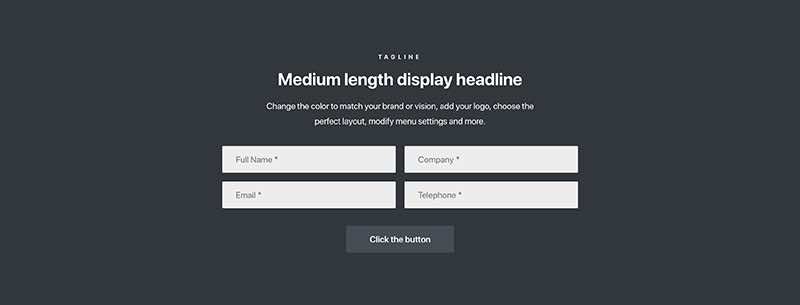 TAGLINE
Medium length display headline
Change the color to match your brand or vision, add your logo, choose the
perfect layout, modify menu settings and more.
Full Name *
Company *
Email *
Telephone *
Click the button